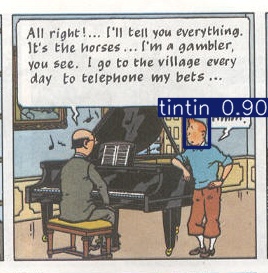 All right!... I'll tell you everything.
It's the horses... I'm a gambler,
you see. I go to the village every
day to telephone my bets...
tintin 0.90